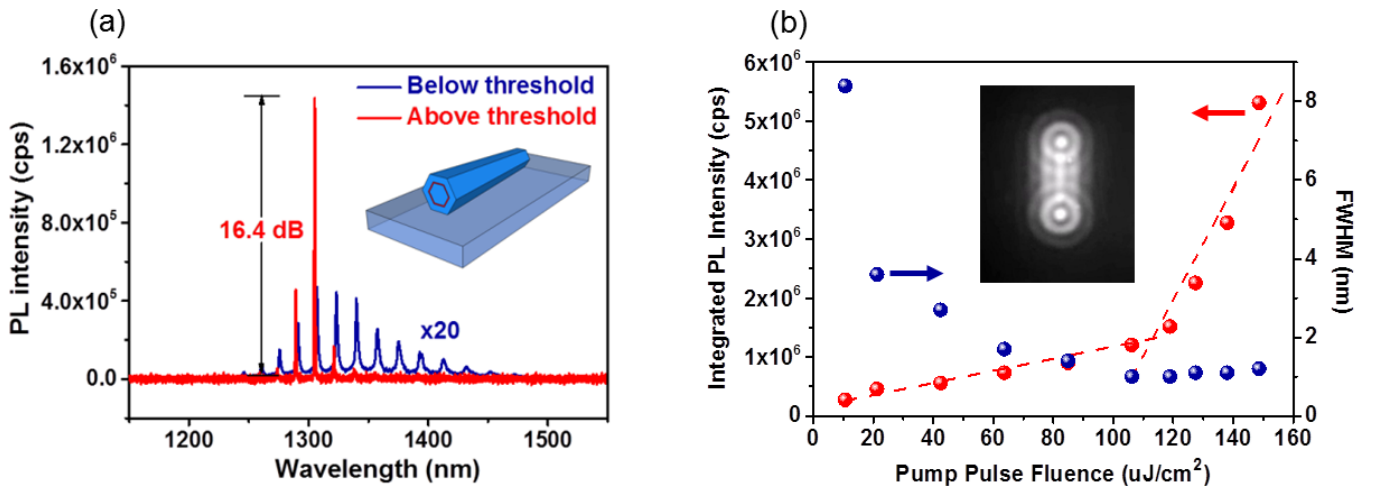 (a)
1.6x10⁶
1.2x10⁶
8.0x10⁵
4.0x10⁵
0.0
PL intensity (cps)
Below threshold
Above threshold
16.4 dB
x20
1200
1300
1400
1500
Wavelength (nm)
(b)
6x10⁶
5x10⁶
4x10⁶
3x10⁶
2x10⁶
1x10⁶
0
Integrated PL Intensity (cps)
8
6
4
2
0
FWHM (nm)
0
20
40
60
80
100
120
140
160
Pump Pulse Fluence (uJ/cm²)